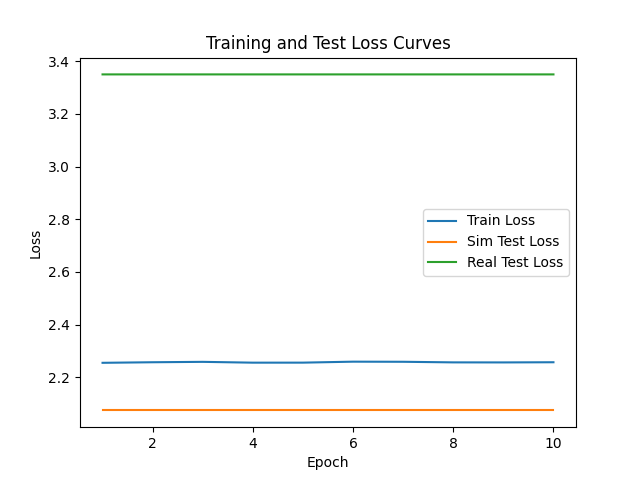 Training and Test Loss Curves
3.4
3.2
3.0
2.8
2.6
2.4
2.2
Loss
Train Loss
Sim Test Loss
Real Test Loss
2
4
6
8
10
Epoch